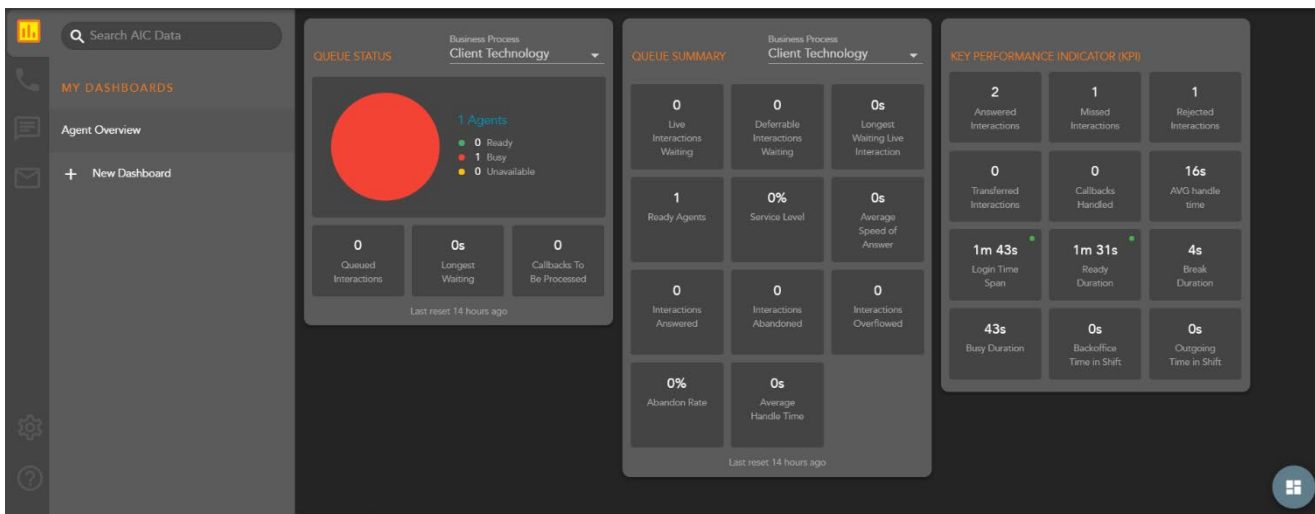 Search AIC Data
MY DASHBOARDS
Agent Overview
+ New Dashboard
QUEUE STATUS
Business Process
Client Technology
1 Agents
0 Ready
1 Busy
0 Unavailable
0
Queued
Interactions
0s
Longest
Waiting
0
Callbacks To
Be Processed
Last reset 14 hours ago
QUEUE SUMMARY
Business Process
Client Technology
0
Live
Interactions
Waiting
0
Deferrable
Interactions
Waiting
0s
Longest
Waiting Live
Interaction
1
Ready Agents
0%
Service Level
0s
Average
Speed of
Answer
0
Interactions
Answered
0
Interactions
Abandoned
0
Interactions
Overflowed
0%
Abandon Rate
0s
Average
Handle Time
Last reset 14 hours ago
KEY PERFORMANCE INDICATOR (KPI)
2
Answered
Interactions
1
Missed
Interactions
1
Rejected
Interactions
0
Transferred
Interactions
0
Callbacks
Handled
16s
AVG handle
time
1m 43s
Login Time
Span
1m 31s
Ready
Duration
4s
Break
Duration
43s
Busy Duration
0s
Backoffice
Time in Shift
0s
Outgoing
Time in Shift